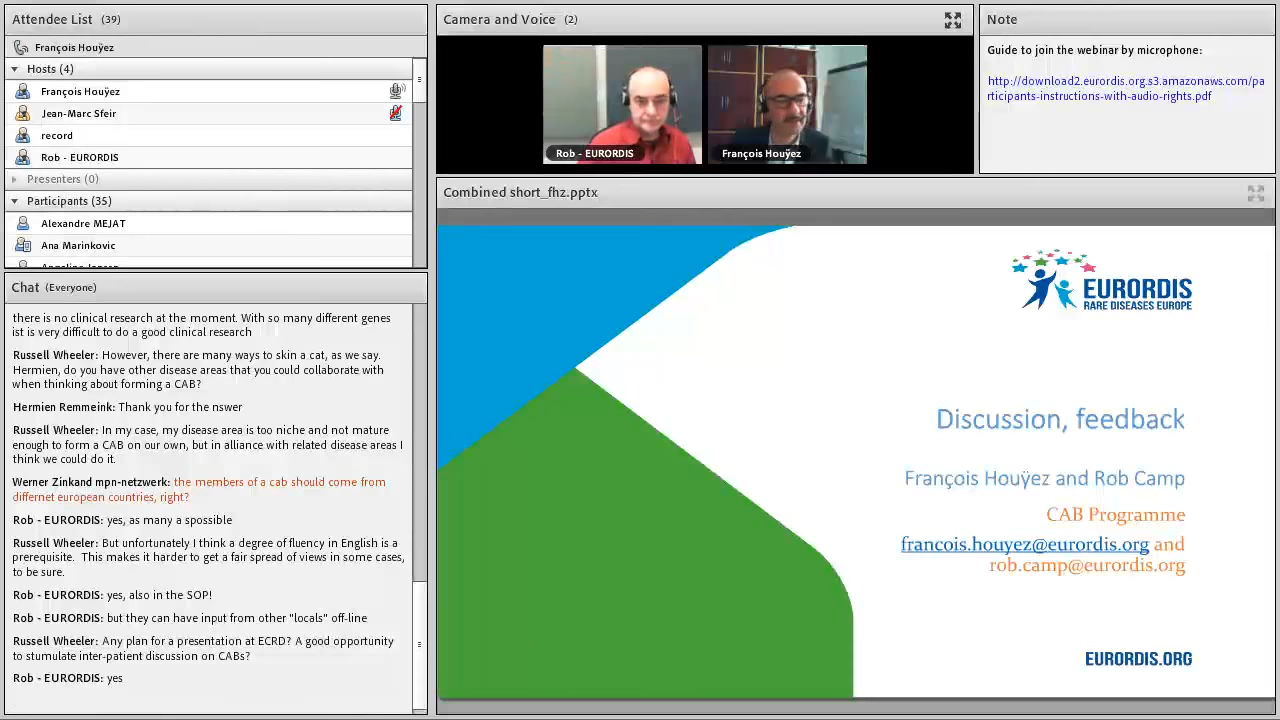 Attendee List (39)
François Houÿez
Hosts (4)
François Houÿez
Jean-Marc Sfeir
record
Rob - EURORDIS
Presenters (0)
Participants (35)
Alexandre MEJAT
Ana Marinkovic
Chat (Everyone)
there is no clinical research at the moment. With so many different genes
ist is very difficult to do a good clinical research
Russell Wheeler: However, there are many ways to skin a cat, as we say.
Hermien, do you have other disease areas that you could collaborate with
when thinking about forming a CAB?
Hermien Remmeink: Thank you for the nswer
Russell Wheeler: In my case, my disease area is too niche and not mature
enough to form a CAB on our own, but in alliance with related disease areas I
think we could do it.
Werner Zinkand mpn-netzwerk: the members of a cab should come from
differnet european countries, right?
Rob - EURORDIS: yes, as many a spossible
Russell Wheeler: But unfortunately I think a degree of fluency in English is a
prerequisite. This makes it harder to get a fair spread of views in some cases,
to be sure.
Rob - EURORDIS: yes, also in the SOP!
Rob - EURORDIS: but they can have input from other "locals" off-line
Russell Wheeler: Any plan for a presentation at ECRD? A good opportunity
to stumulate inter-patient discussion on CABs?
Rob - EURORDIS: yes
Camera and Voice (2)
Rob - EURORDIS
François Houÿez
Note
Guide to join the webinar by microphone:
http://download2.eurordis.org.s3.amazonaws.com/pa
rticipants-instructions-with-audio-rights.pdf
Combined short_fhz.pptx
EURORDIS
RARE DISEASES EUROPE
Discussion, feedback
François Houÿez and Rob Camp
CAB Programme
francois.houyez@eurordis.org and
rob.camp@eurordis.org
EURORDIS.ORG